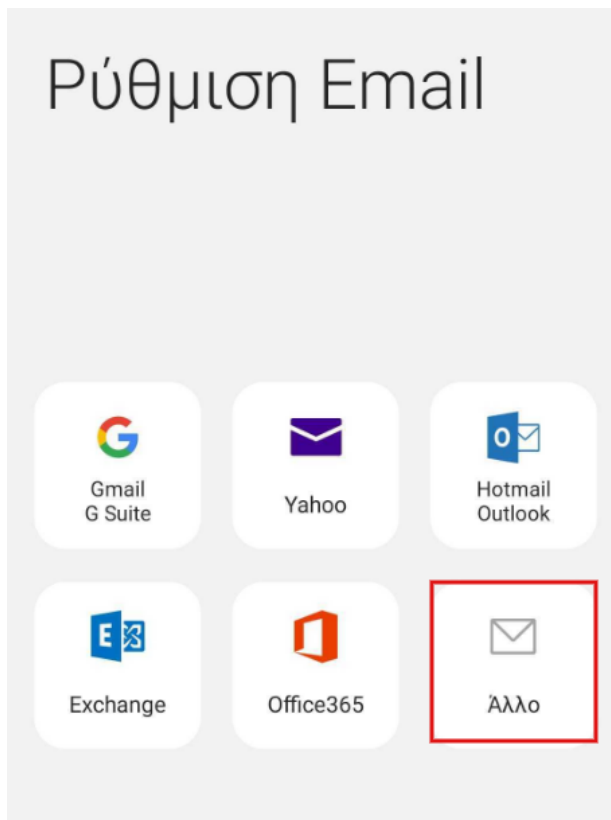 Ρύθμιση Email
Gmail
G Suite
Yahoo
Hotmail
Outlook
Exchange
Office365
Άλλο